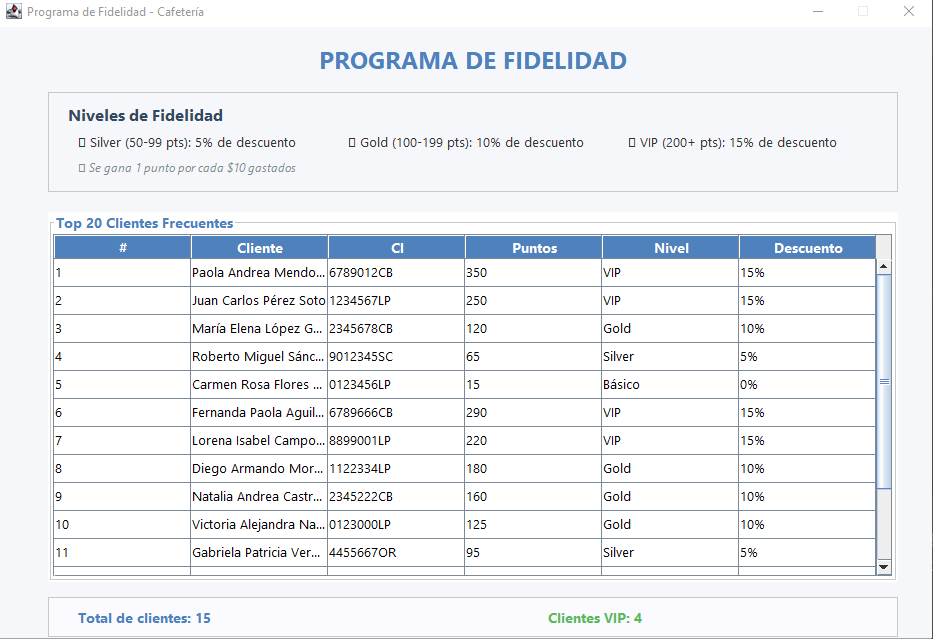 Programa de Fidelidad - Cafetería
PROGRAMA DE FIDELIDAD
Niveles de Fidelidad
Silver (50-99 pts): 5% de descuento Gold (100-199 pts): 10% de descuento VIP (200+ pts): 15% de descuento
Se gana 1 punto por cada $10 gastados
Top 20 Clientes Frecuentes
# Cliente CI Puntos Nivel Descuento
1 Paola Andrea Mendo... 6789012CB 350 VIP 15%
2 Juan Carlos Pérez Soto 1234567LP 250 VIP 15%
3 María Elena López G... 2345678CB 120 Gold 10%
4 Roberto Miguel Sánc... 9012345SC 65 Silver 5%
5 Carmen Rosa Flores ... 0123456LP 15 Básico 0%
6 Fernanda Paola Aguil... 6789666CB 290 VIP 15%
7 Lorena Isabel Campo... 8899001LP 220 VIP 15%
8 Diego Armando Mor... 1122334LP 180 Gold 10%
9 Natalia Andrea Castr... 2345222CB 160 Gold 10%
10 Victoria Alejandra Na... 0123000LP 125 Gold 10%
11 Gabriela Patricia Ver... 4455667OR 95 Silver 5%
Total de clientes: 15 Clientes VIP: 4